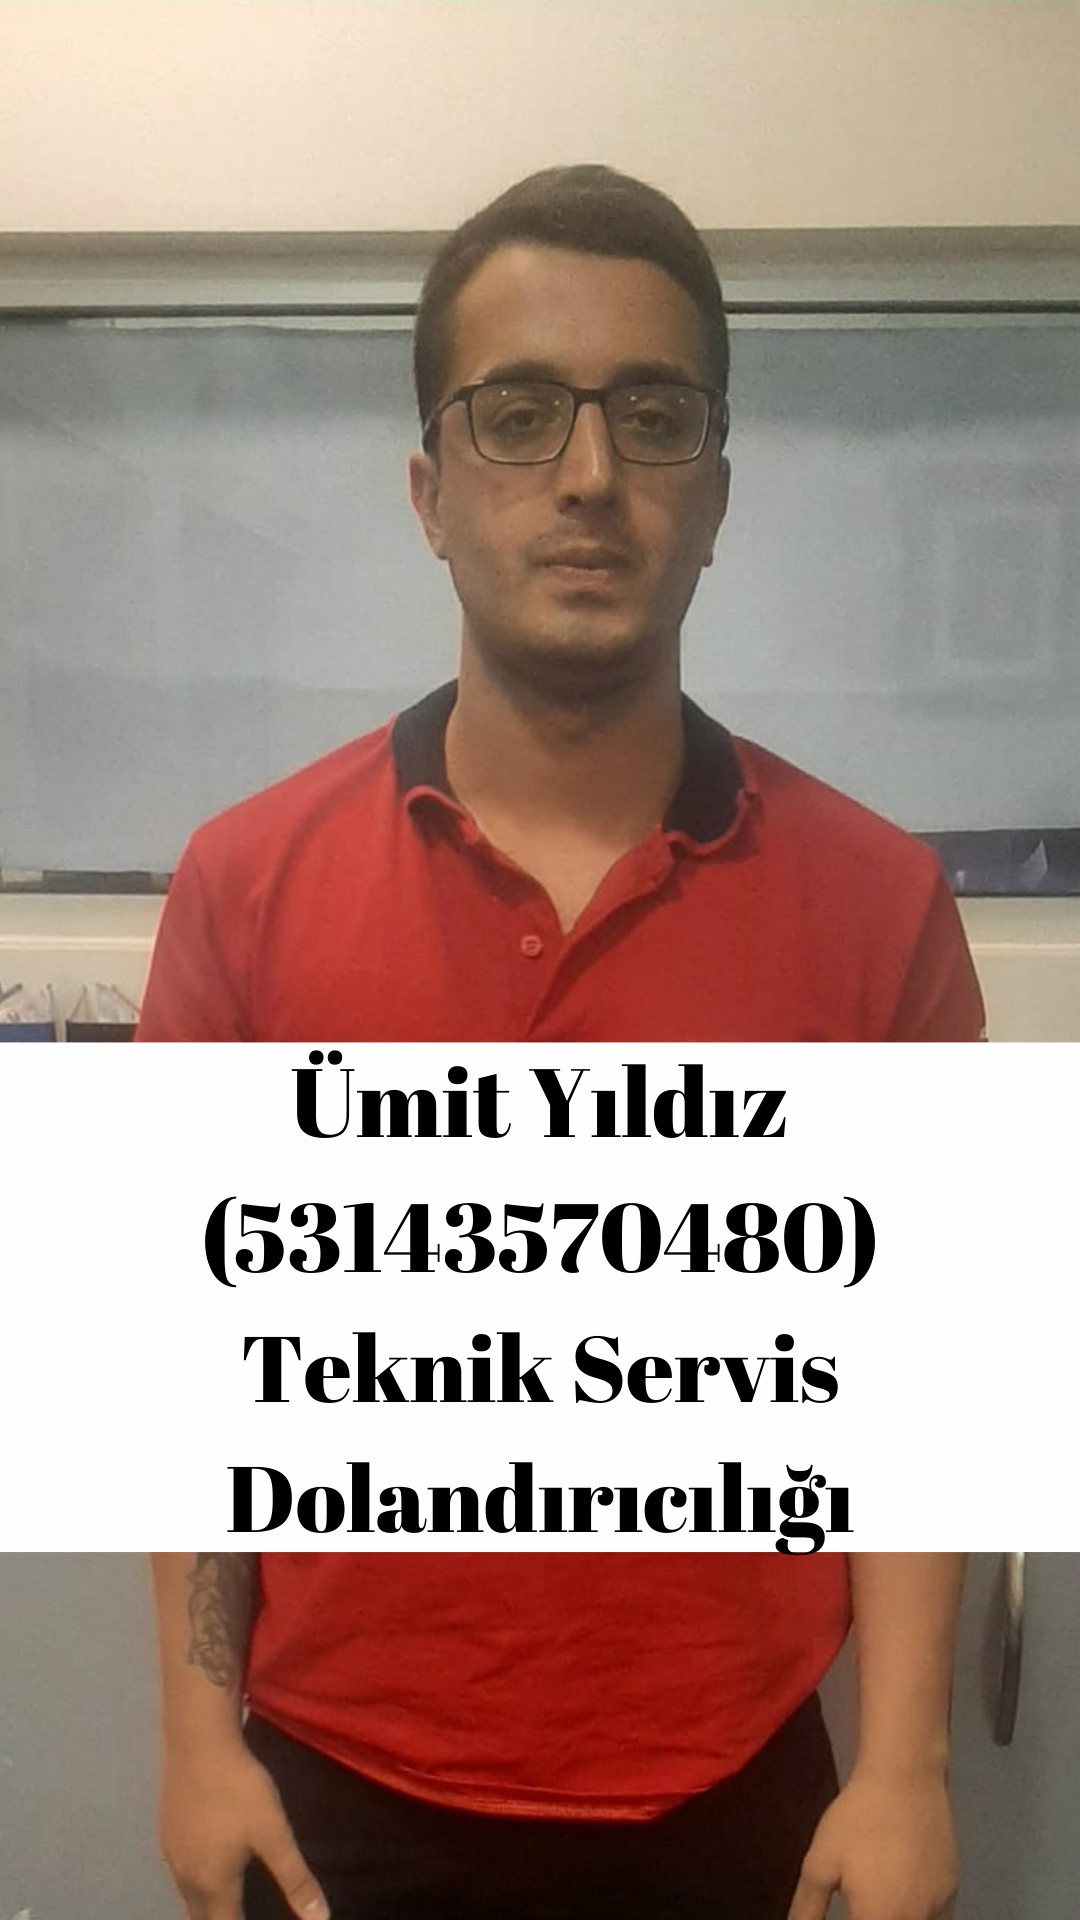 Ümit Yıldız
(53143570480)
Teknik Servis
Dolandırıcılığı